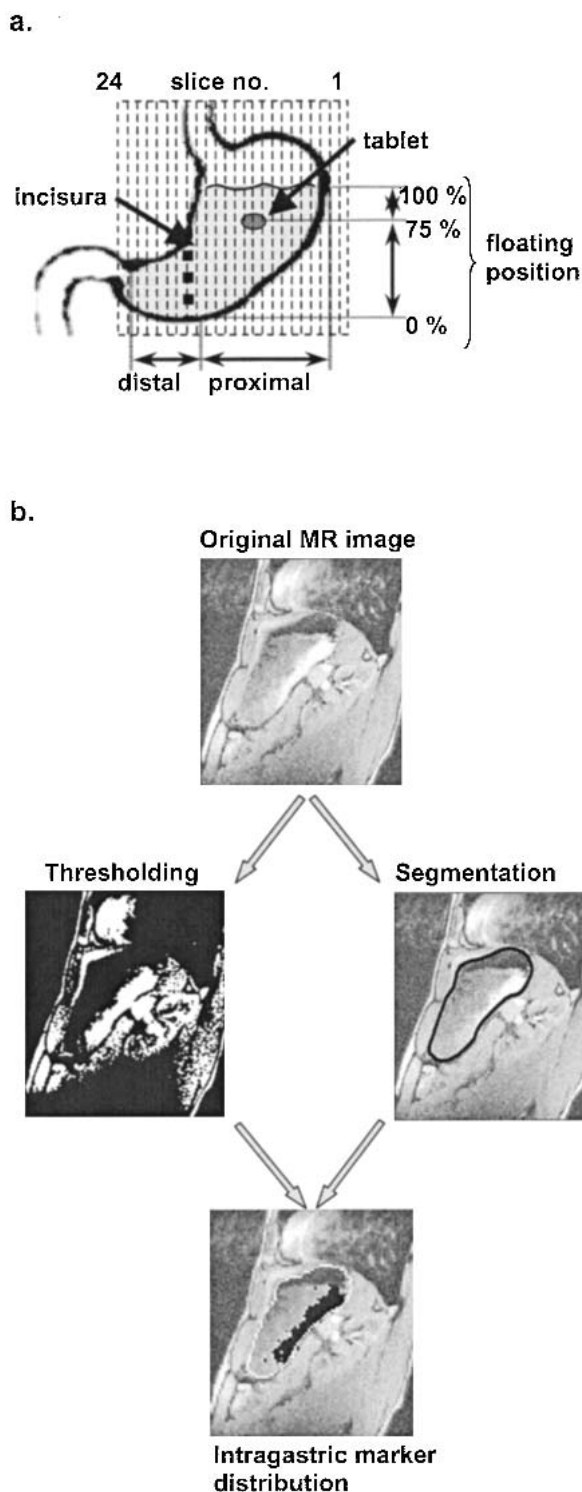 a.
24 slice no. 1
tablet
incisura
100 %
75 %
floating
position
0 %
distal proximal
b.
Original MR image
Thresholding Segmentation
Intragastric marker
distribution